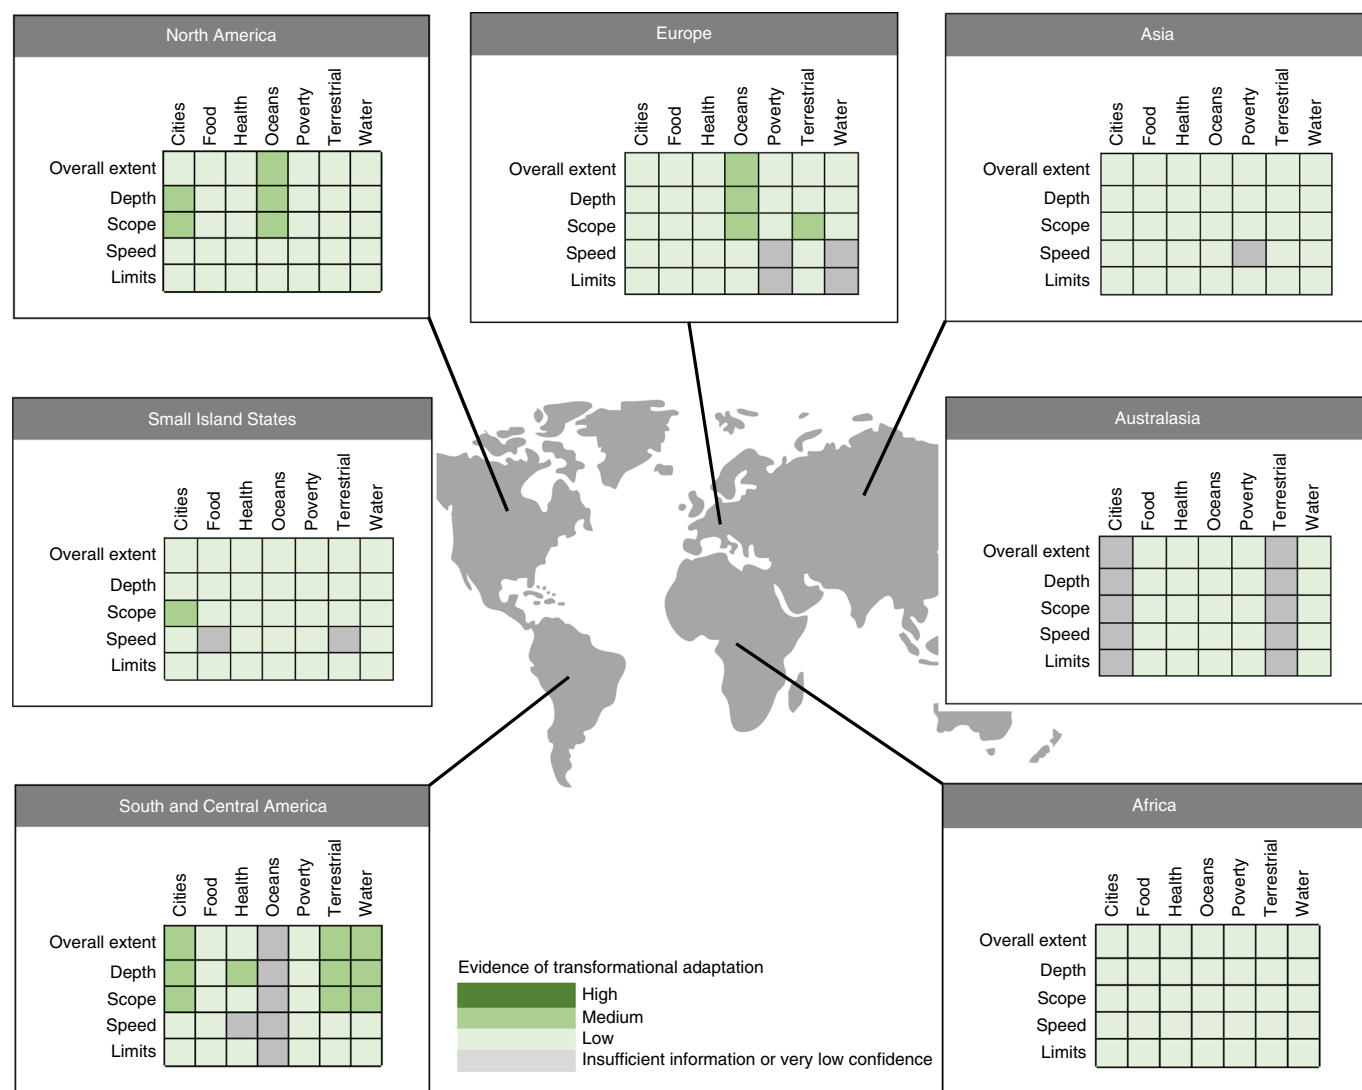 North America
Cities
Food
Health
Oceans
Poverty
Terrestrial
Water
Overall extent
Depth
Scope
Speed
Limits
Europe
Cities
Food
Health
Oceans
Poverty
Terrestrial
Water
Overall extent
Depth
Scope
Speed
Limits
Asia
Cities
Food
Health
Oceans
Poverty
Terrestrial
Water
Overall extent
Depth
Scope
Speed
Limits
Small Island States
Cities
Food
Health
Oceans
Poverty
Terrestrial
Water
Overall extent
Depth
Scope
Speed
Limits
Australasia
Cities
Food
Health
Oceans
Poverty
Terrestrial
Water
Overall extent
Depth
Scope
Speed
Limits
South and Central America
Cities
Food
Health
Oceans
Poverty
Terrestrial
Water
Overall extent
Depth
Scope
Speed
Limits
Evidence of transformational adaptation
High
Medium
Low
Insufficient information or very low confidence
Africa
Cities
Food
Health
Oceans
Poverty
Terrestrial
Water
Overall extent
Depth
Scope
Speed
Limits